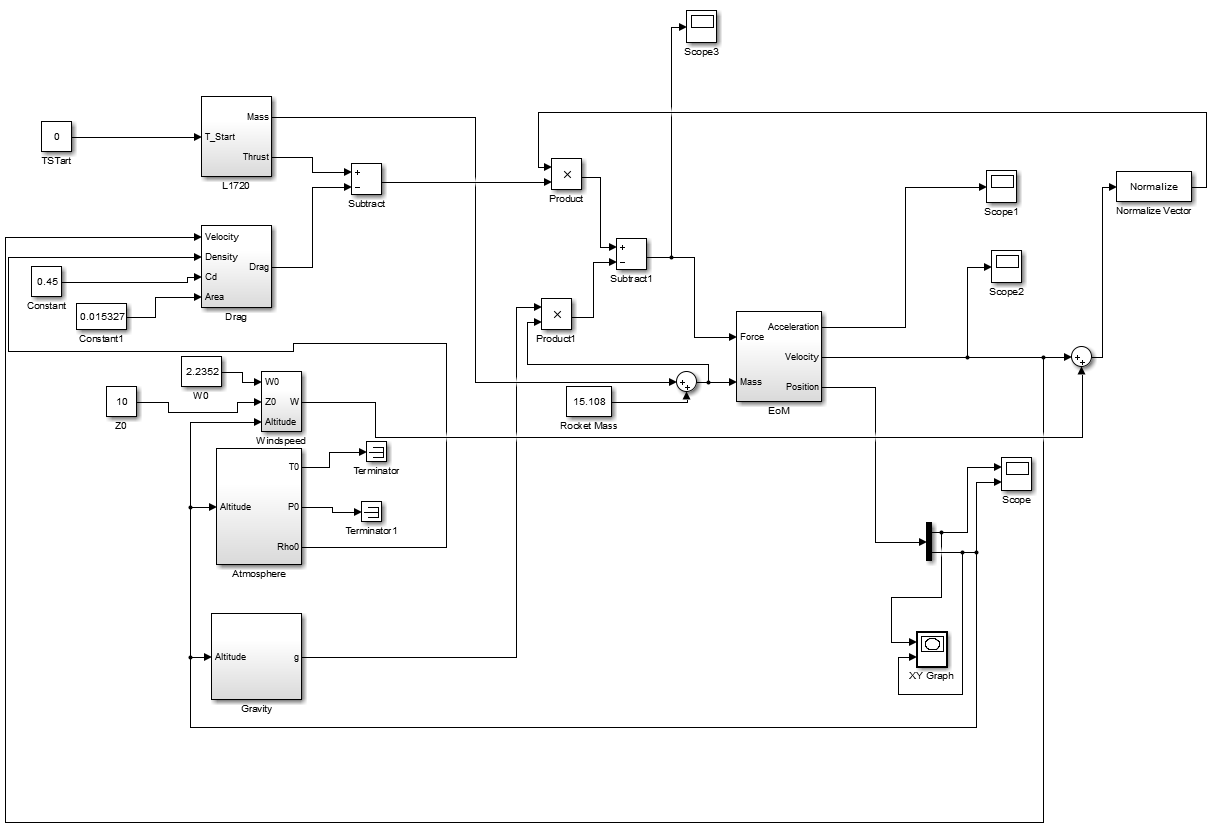 Scope3
0
TSTart
T_Start
Mass
Thrust
L1720
+
−
Subtract
×
Product
Scope1
Normalize
Normalize Vector
Velocity
Density
Cd
Area
Drag
Drag
0.45
Constant
0.015327
Constant1
+
−
Subtract1
Scope2
×
Product1
Force
Mass
Acceleration
Velocity
Position
EoM
+
+
2.2352
W0
10
Z0
W0
Z0
Altitude
W
Windspeed
+
+
15.108
Rocket Mass
Altitude
T0
P0
Rho0
Atmosphere
Terminator
Terminator1
Scope
Altitude
g
Gravity
XY Graph